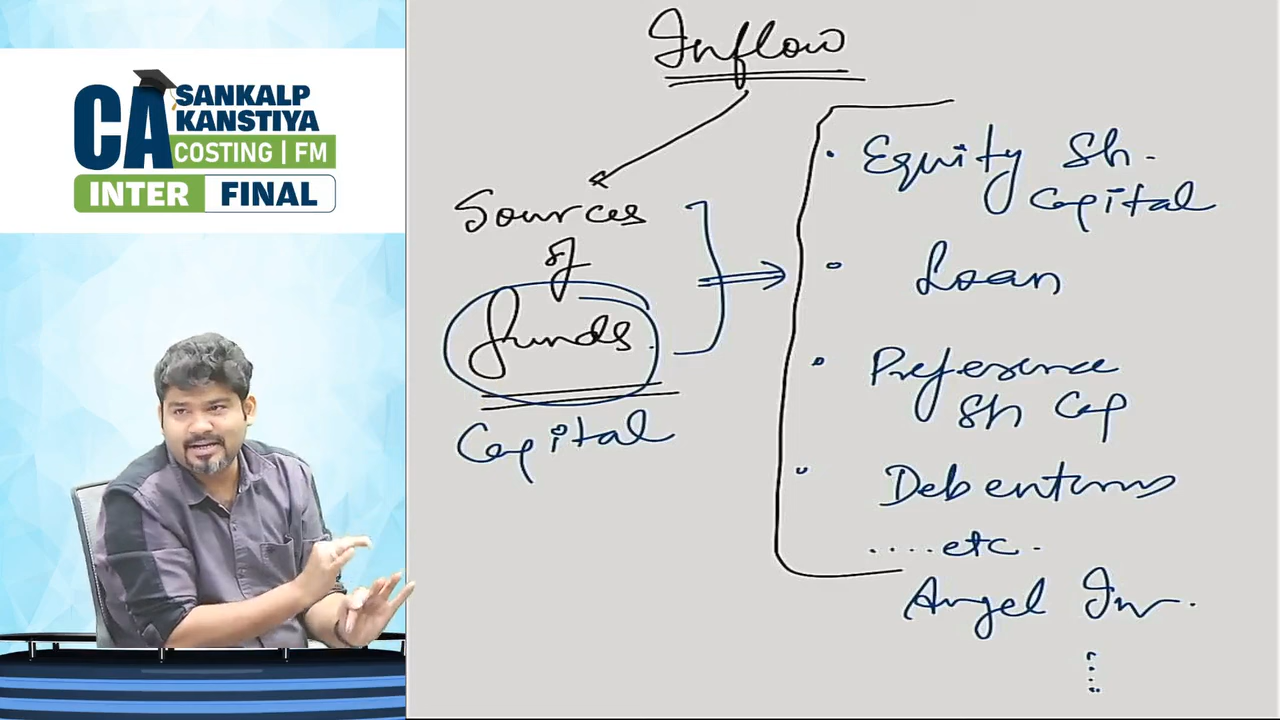 CA SANKALP
KANSTIYA
COSTING | FM
INTER FINAL
Inflow
Sources
of
funds.
Capital
• Equity Sh.
Capital
• Loan
• Preference
Sh Cap
• Debentures
....etc.
Angel Inv.
....